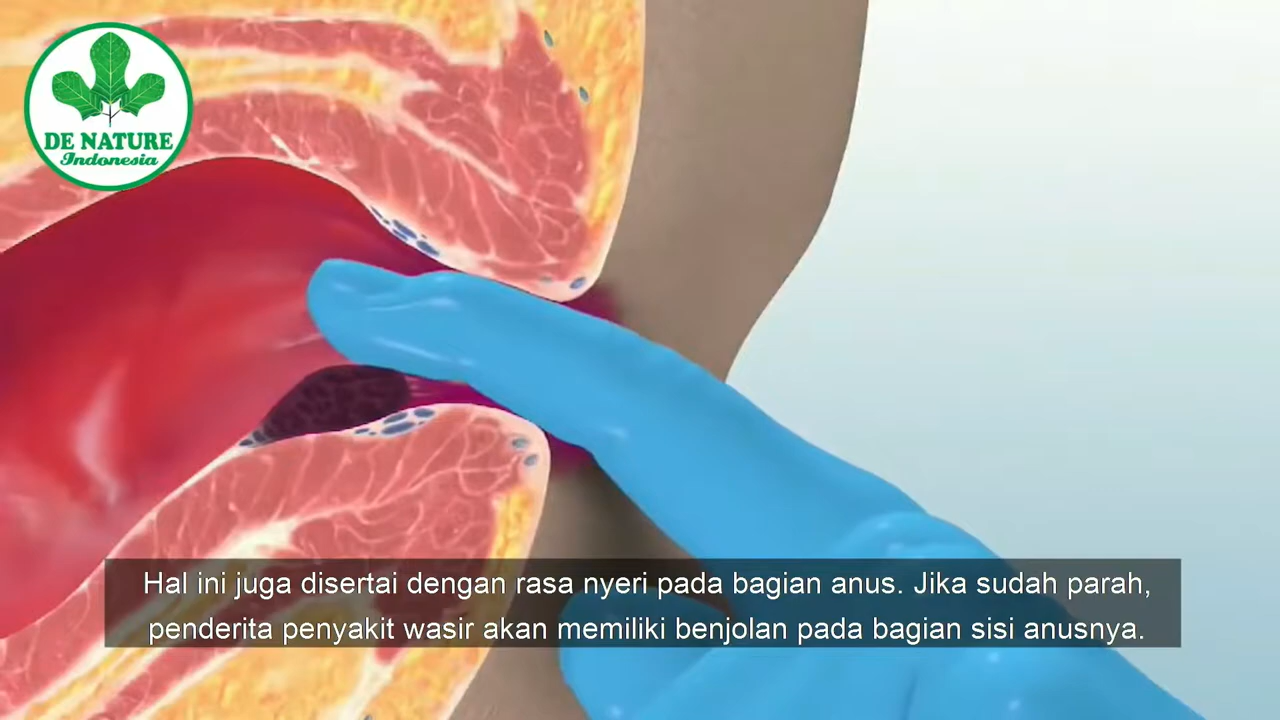 DE NATURE
Indonesia
Hal ini juga disertai dengan rasa nyeri pada bagian anus. Jika sudah parah,
penderita penyakit wasir akan memiliki benjolan pada bagian sisi anusnya.